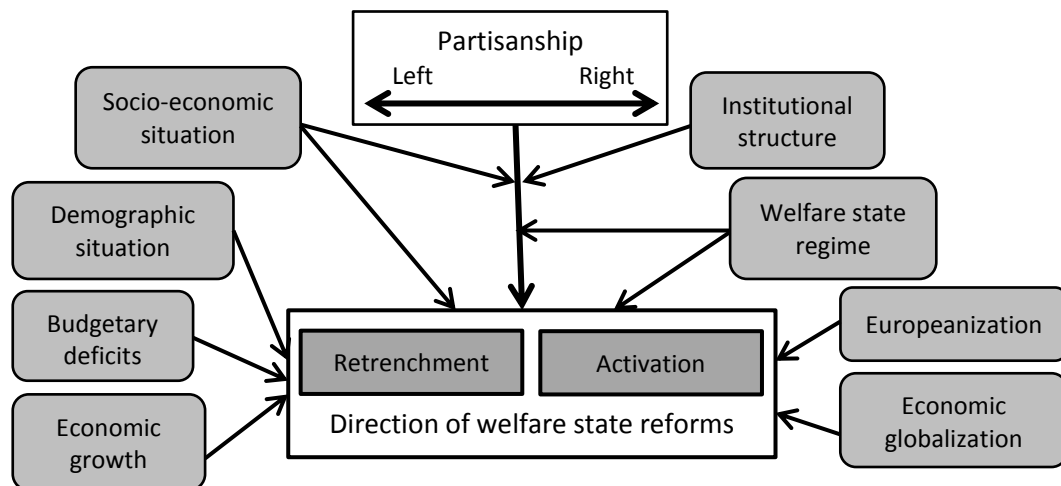 Partisanship
Left Right
Socio-economic
situation
Institutional
structure
Demographic
situation
Welfare state
regime
Budgetary
deficits
Europeanization
Retrenchment
Activation
Direction of welfare state reforms
Economic
growth
Economic
globalization